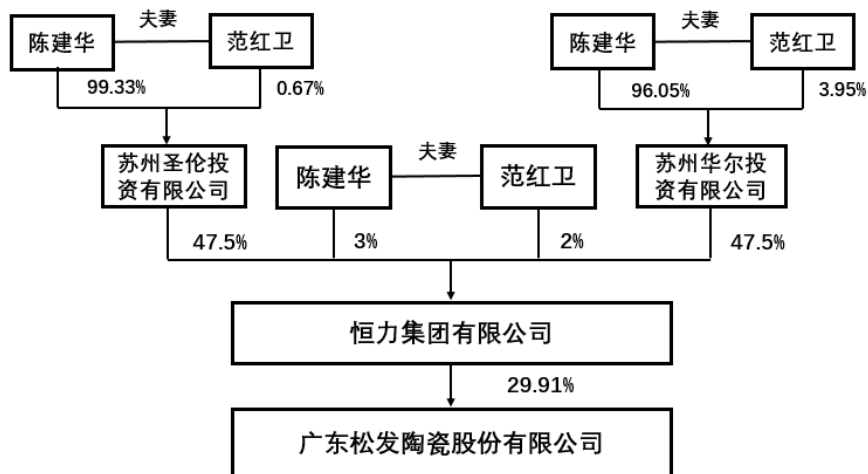 夫妻
陈建华
范红卫
99.33%
0.67%
夫妻
陈建华
范红卫
96.05%
3.95%
苏州圣伦投
资有限公司
夫妻
陈建华
范红卫
苏州华尔投
资有限公司
47.5%
3%
2%
47.5%
恒力集团有限公司
29.91%
广东松发陶瓷股份有限公司